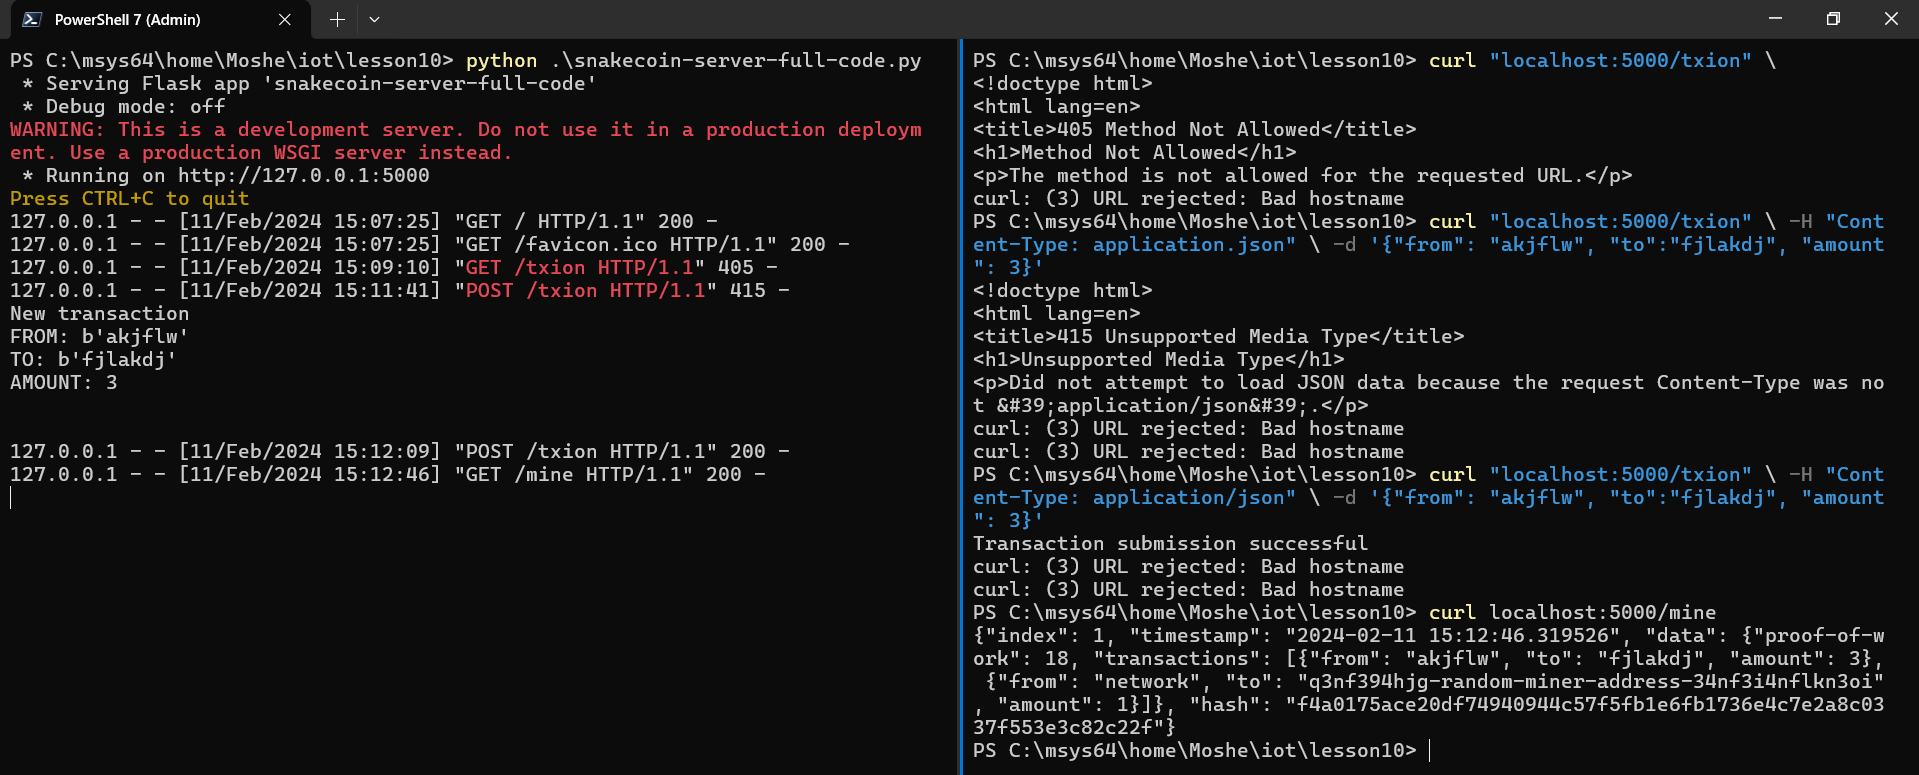 PowerShell 7 (Admin)
PS C:\msys64\home\Moshe\iot\lesson10> python .\snakecoin-server-full-code.py
 * Serving Flask app 'snakecoin-server-full-code'
 * Debug mode: off
WARNING: This is a development server. Do not use it in a production deploym
ent. Use a production WSGI server instead.
 * Running on http://127.0.0.1:5000
Press CTRL+C to quit
127.0.0.1 - - [11/Feb/2024 15:07:25] "GET / HTTP/1.1" 200 -
127.0.0.1 - - [11/Feb/2024 15:07:25] "GET /favicon.ico HTTP/1.1" 200 -
127.0.0.1 - - [11/Feb/2024 15:09:10] "GET /txion HTTP/1.1" 405 -
127.0.0.1 - - [11/Feb/2024 15:11:41] "POST /txion HTTP/1.1" 415 -
New transaction
FROM: b'akjflw'
TO: b'fjlakdj'
AMOUNT: 3
127.0.0.1 - - [11/Feb/2024 15:12:09] "POST /txion HTTP/1.1" 200 -
127.0.0.1 - - [11/Feb/2024 15:12:46] "GET /mine HTTP/1.1" 200 -
PS C:\msys64\home\Moshe\iot\lesson10> curl "localhost:5000/txion" \
<!doctype html>
<html lang=en>
<title>405 Method Not Allowed</title>
<h1>Method Not Allowed</h1>
<p>The method is not allowed for the requested URL.</p>
curl: (3) URL rejected: Bad hostname
PS C:\msys64\home\Moshe\iot\lesson10> curl "localhost:5000/txion" \ -H "Cont
ent-Type: application.json" \ -d '{"from": "akjflw", "to":"fjlakdj", "amount
": 3}'
<!doctype html>
<html lang=en>
<title>415 Unsupported Media Type</title>
<h1>Unsupported Media Type</h1>
<p>Did not attempt to load JSON data because the request Content-Type was no
t &#39;application/json&#39;.</p>
curl: (3) URL rejected: Bad hostname
curl: (3) URL rejected: Bad hostname
PS C:\msys64\home\Moshe\iot\lesson10> curl "localhost:5000/txion" \ -H "Cont
ent-Type: application/json" \ -d '{"from": "akjflw", "to":"fjlakdj", "amount
": 3}'
Transaction submission successful
curl: (3) URL rejected: Bad hostname
curl: (3) URL rejected: Bad hostname
PS C:\msys64\home\Moshe\iot\lesson10> curl localhost:5000/mine
{"index": 1, "timestamp": "2024-02-11 15:12:46.319526", "data": {"proof-of-w
ork": 18, "transactions": [{"from": "akjflw", "to": "fjlakdj", "amount": 3},
 {"from": "network", "to": "q3nf394hjg-random-miner-address-34nf3i4nflkn3oi"
, "amount": 1}]}, "hash": "f4a0175ace20df74940944c57f5fb1e6fb1736e4c7e2a8c03
37f553e3c82c22f"}
PS C:\msys64\home\Moshe\iot\lesson10>